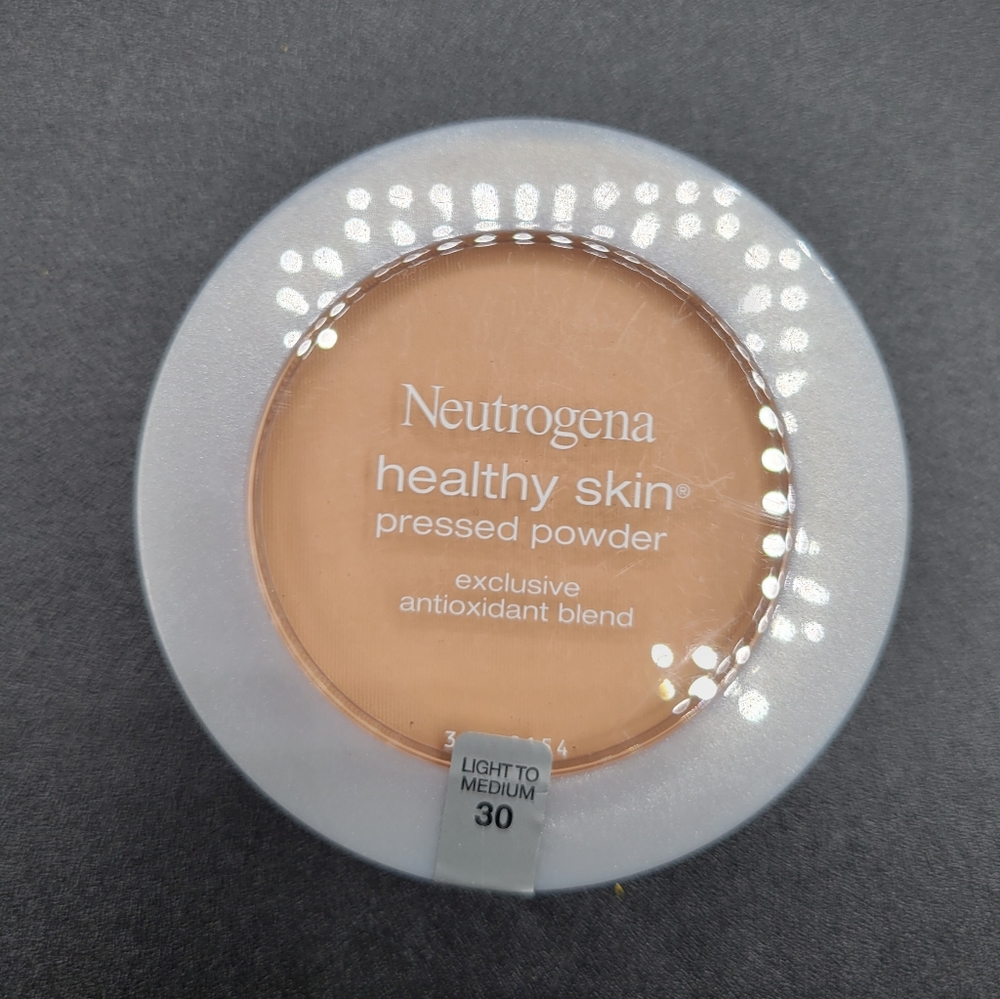 Neutrogena
healthy skin®
pressed powder
exclusive
antioxidant blend
LIGHT TO
MEDIUM
30